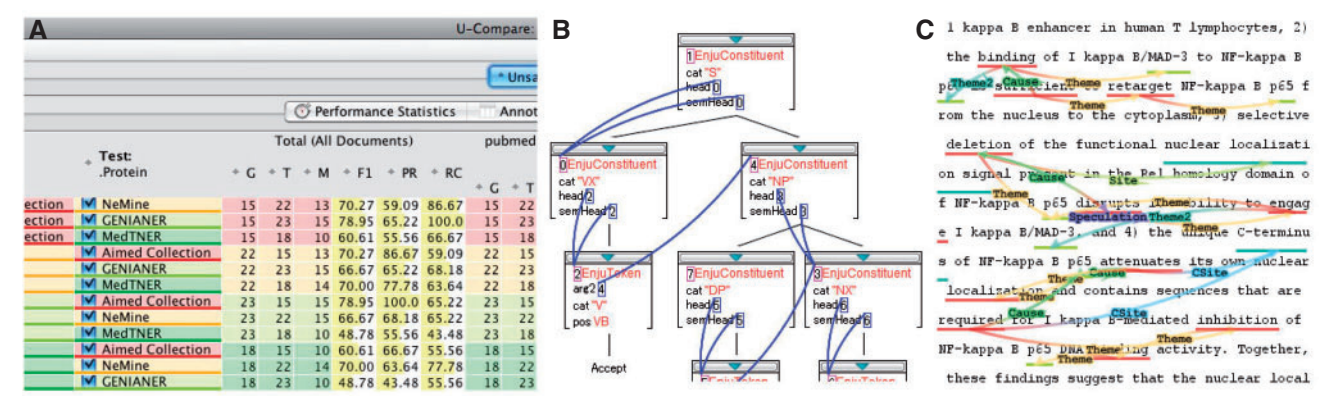 A
U-Compare:
Unsa
Performance Statistics Annot
Total (All Documents) pubmed
Test:
.Protein
G T M F1 PR RC G T
ection NeMine 15 22 13 70.27 59.09 86.67 15 22
ection GENIANER 15 23 15 78.95 65.22 100.0 15 23
ection MedTNER 15 18 10 60.61 55.56 66.67 15 18
Aimed Collection 22 15 13 70.27 86.67 59.09 22 15
GENIANER 22 23 15 66.67 65.22 68.18 22 23
MedTNER 22 18 14 70.00 77.78 63.64 22 18
Aimed Collection 23 15 15 78.95 100.0 65.22 23 15
NeMine 23 22 15 66.67 68.18 65.22 23 22
MedTNER 23 18 10 48.78 55.56 43.48 23 18
Aimed Collection 18 15 10 60.61 66.67 55.56 18 15
NeMine 18 22 14 70.00 63.64 77.78 18 22
GENIANER 18 23 10 48.78 43.48 55.56 18 23
B
1 EnjuConstituent
cat "S"
head 0
semHead 0
0 EnjuConstituent
cat "VX"
head 2
semHead 2
4 EnjuConstituent
cat "NP"
head 3
semHead 3
2 EnjuToken
arg2 4
cat "V"
pos VB
7 EnjuConstituent
cat "DP"
head 5
semHead 5
3 EnjuConstituent
cat "NX"
head 6
semHead 6
Accept
C
1 kappa B enhancer in human T lymphocytes, 2)
the binding of I kappa B/MAD-3 to NF-kappa B
Theme2 Cause Theme
sufficient to retarget NF-kappa B p65 f
Theme Theme
rom the nucleus to the cytoplasm, 3) selective
deletion of the functional nuclear localizati
on signal present in the Rel homology domain o
Cause Site
Theme Theme
f NF-kappa B p65 disrupts its ability to engag
Speculation Theme2 Theme
e I kappa B/MAD-3, and 4) the unique C-terminu
s of NF-kappa B p65 attenuates its own nuclear
Theme Cause CSite
localization and contains sequences that are
Theme
Cause CSite
required for I kappa B-mediated inhibition of
Theme
NF-kappa B p65 DNA Theme ing activity. Together,
Theme
these findings suggest that the nuclear local